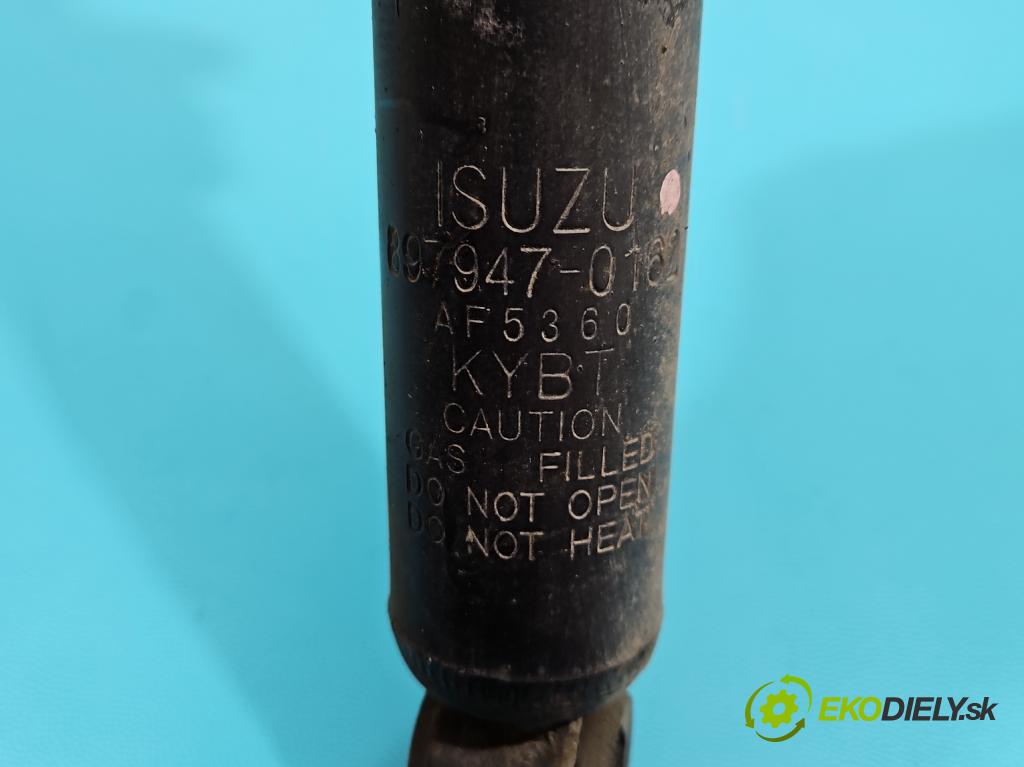 ISUZU
897947-0162
AF5360
KYBT
CAUTION
GAS FILLED
DO NOT OPEN
DO NOT HEAT
EKODIELY.sk